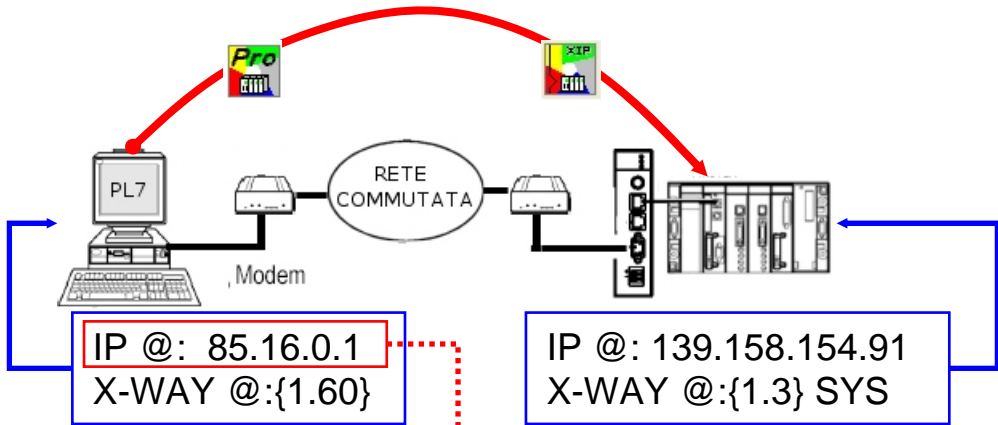 Pro
XIP
PL7
RETE
COMMUTATA
, Modem
IP @: 85.16.0.1
X-WAY @:{1.60}
IP @: 139.158.154.91
X-WAY @:{1.3} SYS